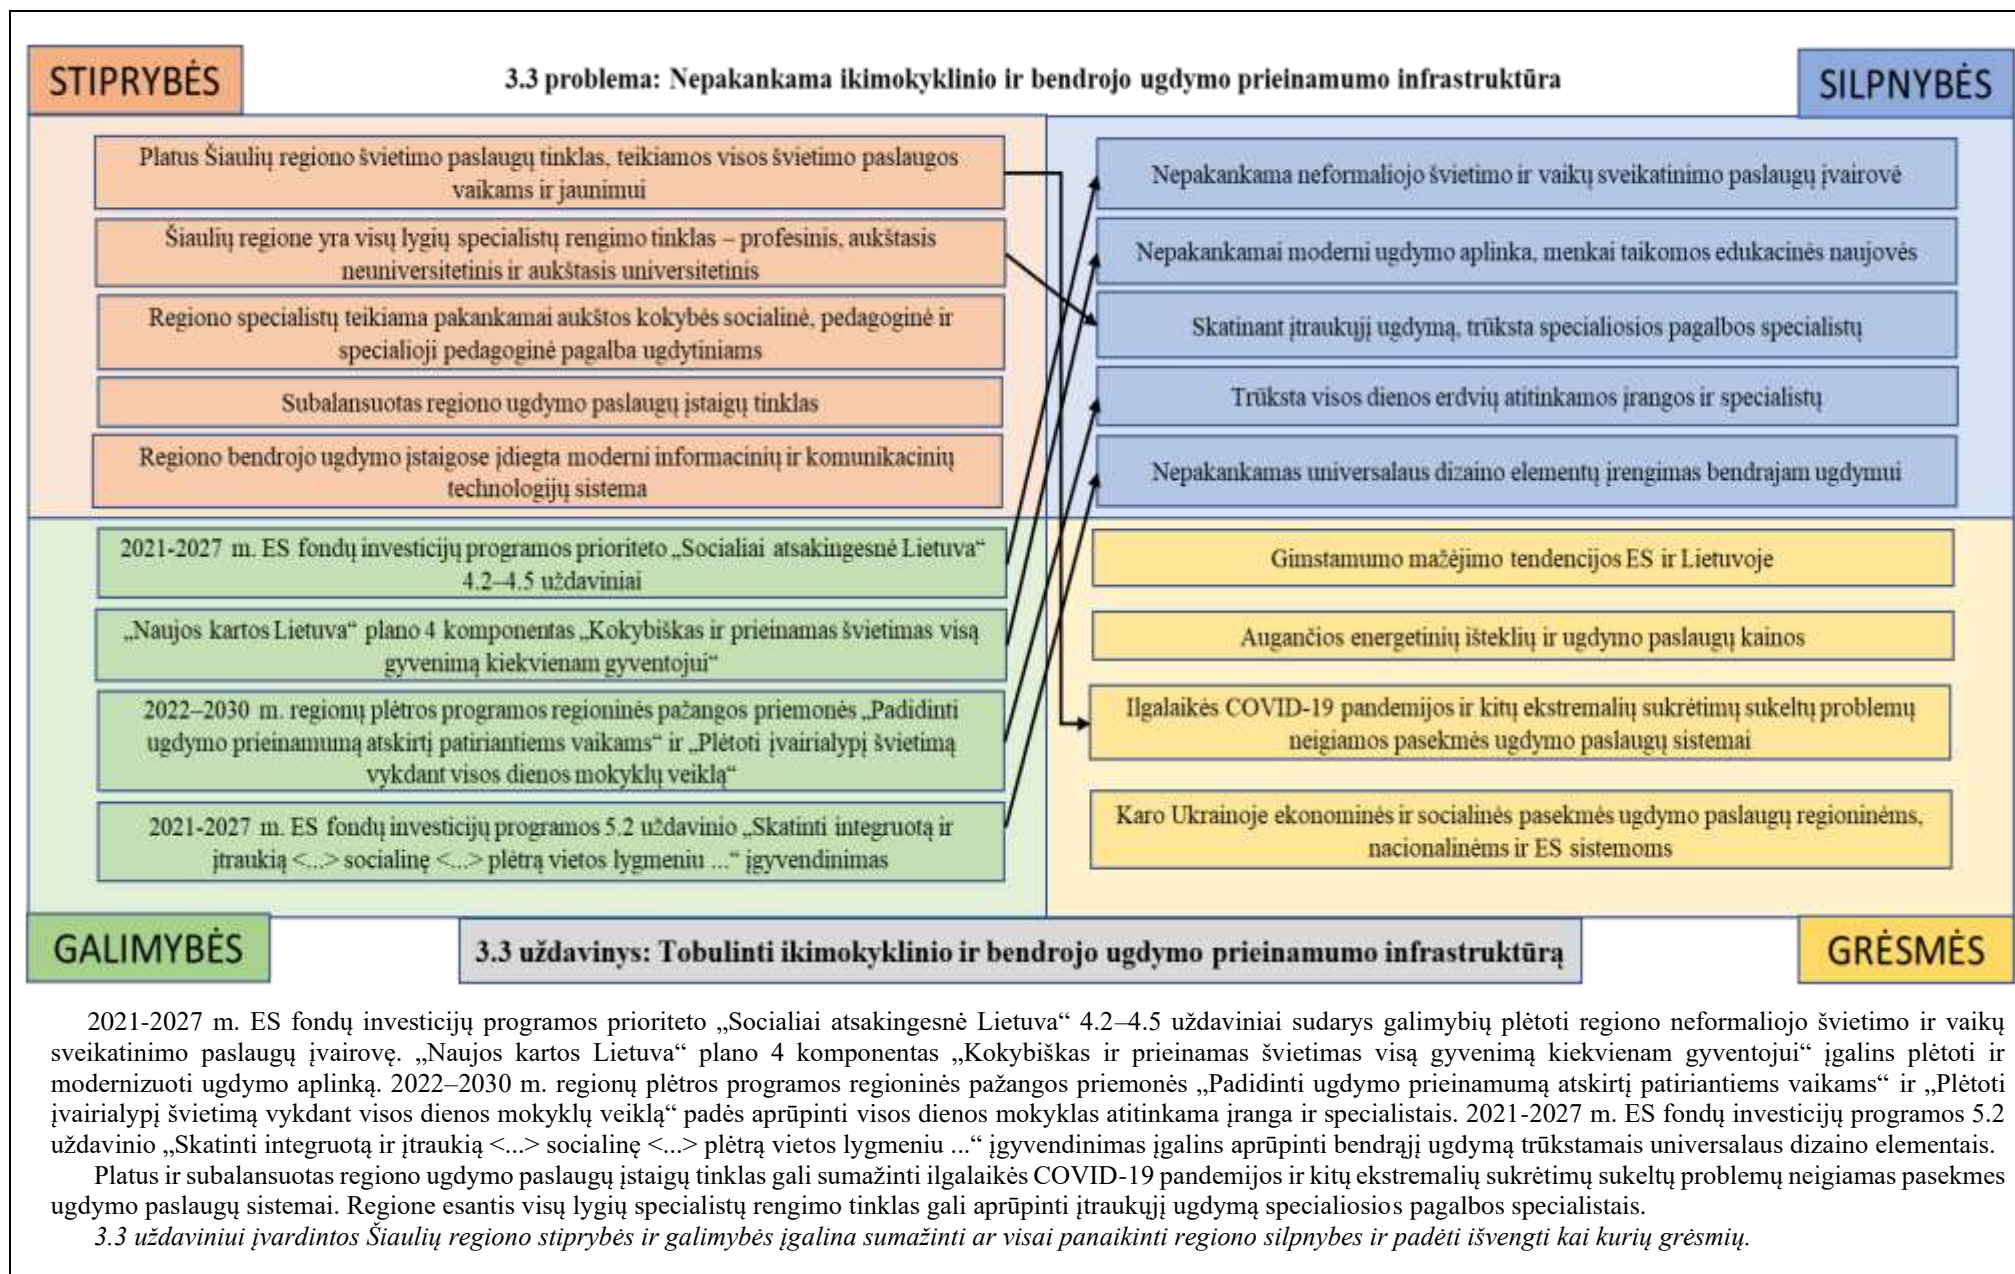 STIPRYBĖS
3.3 problema: Nepakankama ikimokyklinio ir bendrojo ugdymo prieinamumo infrastruktūra
SILPNYBĖS
Platus Šiaulių regiono švietimo paslaugų tinklas, teikiamos visos švietimo paslaugos
vaikams ir jaunimui
Šiaulių regione yra visų lygių specialistų rengimo tinklas – profesinis, aukštasis
neuniversitetinis ir aukštasis universitetinis
Regiono specialistų teikiama pakankamai aukštos kokybės socialinė, pedagoginė ir
specialioji pedagoginė pagalba ugdytiniams
Subalansuotas regiono ugdymo paslaugų įstaigų tinklas
Regiono bendrojo ugdymo įstaigose įdiegta moderni informacinių ir komunikacinių
technologijų sistema
Nepakankama neformaliojo švietimo ir vaikų sveikatinimo paslaugų įvairovė
Nepakankamai moderni ugdymo aplinka, menkai taikomos edukacinės naujovės
Skatinant įtraukųjį ugdymą, trūksta specialiosios pagalbos specialistų
Trūksta visos dienos erdvių atitinkamos įrangos ir specialistų
Nepakankamas universalaus dizaino elementų įrengimas bendrajam ugdymui
2021-2027 m. ES fondų investicijų programos prioriteto „Socialiai atsakingesnė Lietuva“
4.2–4.5 uždaviniai
„Naujos kartos Lietuva“ plano 4 komponentas „Kokybiškas ir prieinamas švietimas visą
gyvenimą kiekvienam gyventojui“
2022–2030 m. regionų plėtros programos regioninės pažangos priemonės „Padidinti
ugdymo prieinamumą atskirtį patiriantiems vaikams“ ir „Plėtoti įvairialypį švietimą
vykdant visos dienos mokyklų veiklą“
2021-2027 m. ES fondų investicijų programos 5.2 uždavinio „Skatinti integruotą ir
įtraukią <...> socialinę <...> plėtrą vietos lygmeniu ...“ įgyvendinimas
Gimstamumo mažėjimo tendencijos ES ir Lietuvoje
Augančios energetinių išteklių ir ugdymo paslaugų kainos
Ilgalaikės COVID-19 pandemijos ir kitų ekstremalių sukrėtimų sukeltų problemų
neigiamos pasekmės ugdymo paslaugų sistemai
Karo Ukrainoje ekonominės ir socialinės pasekmės ugdymo paslaugų regioninėms,
nacionalinėms ir ES sistemoms
GALIMYBĖS
3.3 uždavinys: Tobulinti ikimokyklinio ir bendrojo ugdymo prieinamumo infrastruktūrą
GRĖSMĖS
2021-2027 m. ES fondų investicijų programos prioriteto „Socialiai atsakingesnė Lietuva“ 4.2–4.5 uždaviniai sudarys galimybių plėtoti regiono neformaliojo švietimo ir vaikų
sveikatinimo paslaugų įvairovę. „Naujos kartos Lietuva“ plano 4 komponentas „Kokybiškas ir prieinamas švietimas visą gyvenimą kiekvienam gyventojui“ įgalins plėtoti ir
modernizuoti ugdymo aplinką. 2022–2030 m. regionų plėtros programos regioninės pažangos priemonės „Padidinti ugdymo prieinamumą atskirtį patiriantiems vaikams“ ir „Plėtoti
įvairialypį švietimą vykdant visos dienos mokyklų veiklą“ padės aprūpinti visos dienos mokyklas atitinkama įranga ir specialistais. 2021-2027 m. ES fondų investicijų programos 5.2
uždavinio „Skatinti integruotą ir įtraukią <...> socialinę <...> plėtrą vietos lygmeniu ...“ įgyvendinimas įgalins aprūpinti bendrąjį ugdymą trūkstamais universalaus dizaino elementais.
Platus ir subalansuotas regiono ugdymo paslaugų įstaigų tinklas gali sumažinti ilgalaikės COVID-19 pandemijos ir kitų ekstremalių sukrėtimų sukeltų problemų neigiamas pasekmes
ugdymo paslaugų sistemai. Regione esantis visų lygių specialistų rengimo tinklas gali aprūpinti įtraukųjį ugdymą specialiosios pagalbos specialistais.
3.3 uždaviniui įvardintos Šiaulių regiono stiprybės ir galimybės įgalina sumažinti ar visai panaikinti regiono silpnybes ir padėti išvengti kai kurių grėsmių.